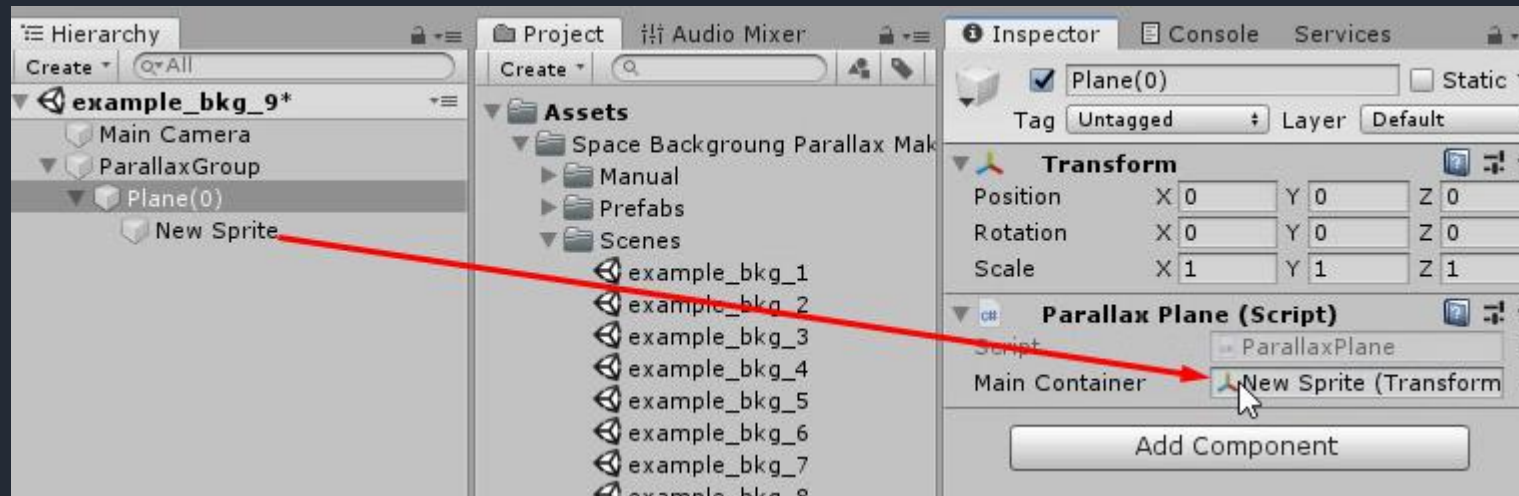 Hierarchy
Create
All
example_bkg_9*
Main Camera
ParallaxGroup
Plane(0)
New Sprite
Project
Audio Mixer
Create
Assets
Space Backgroung Parallax Mak
Manual
Prefabs
Scenes
example_bkg_1
example_bkg_2
example_bkg_3
example_bkg_4
example_bkg_5
example_bkg_6
example_bkg_7
example_bkg_8
Inspector
Console
Services
Plane(0)
Static
Tag Untagged Layer Default
Transform
Position X 0 Y 0 Z 0
Rotation X 0 Y 0 Z 0
Scale X 1 Y 1 Z 1
C#
Parallax Plane (Script)
Script ParallaxPlane
Main Container New Sprite (Transform
Add Component